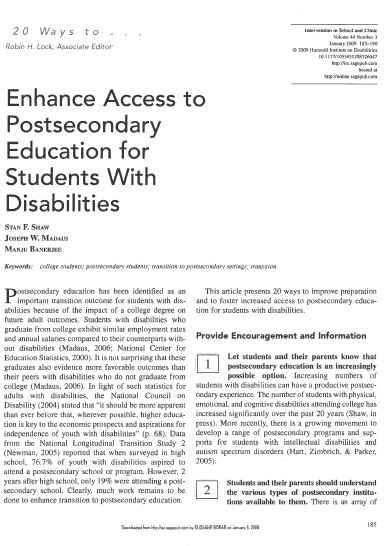 20 Ways to . . .
Robin H. Lock, Associate Editor
Intervention in School and Clinic
Volume 44 Number 3
January 2009 185-190
© 2009 Hammill Institute on Disabilities
10.1177/1053451208326047
http://isc.sagepub.com
hosted at
http://online.sagepub.com
Enhance Access to
Postsecondary
Education for
Students With
Disabilities
STAN F. SHAW
JOSEPH W. MADAUS
MANJU BANERJEE
Keywords: college students; postsecondary students; transition to postsecondary settings; transition
Postsecondary education has been identified as an
important transition outcome for students with dis-
abilities because of the impact of a college degree on
future adult outcomes. Students with disabilities who
graduate from college exhibit similar employment rates
and annual salaries compared to their counterparts with-
out disabilities (Madaus, 2006; National Center for
Education Statistics, 2000). It is not surprising that these
graduates also evidence more favorable outcomes than
their peers with disabilities who do not graduate from
college (Madaus, 2006). In light of such statistics for
adults with disabilities, the National Council on
Disability (2004) stated that “it should be more apparent
than ever before that, wherever possible, higher educa-
tion is key to the economic prospects and aspirations for
independence of youth with disabilities” (p. 68). Data
from the National Longitudinal Transition Study 2
(Newman, 2005) reported that when surveyed in high
school, 76.7% of youth with disabilities aspired to
attend a postsecondary school or program. However, 2
years after high school, only 19% were attending a post-
secondary school. Clearly, much work remains to be
done to enhance transition to postsecondary education.
This article presents 20 ways to improve preparation
and to foster increased access to postsecondary educa-
tion for students with disabilities.
Provide Encouragement and Information
1 Let students and their parents know that
postsecondary education is an increasingly
possible option. Increasing numbers of
students with disabilities can have a productive postsec-
ondary experience. The number of students with physical,
emotional, and cognitive disabilities attending college has
increased significantly over the past 20 years (Shaw, in
press). More recently, there is a growing movement to
develop a range of postsecondary programs and sup-
ports for students with intellectual disabilities and
autism spectrum disorders (Hart, Zimbrich, & Parker,
2005).
2 Students and their parents should understand
the various types of postsecondary institu-
tions available to them. There is an array of
185
Downloaded from http://isc.sagepub.com by on January 5, 2009